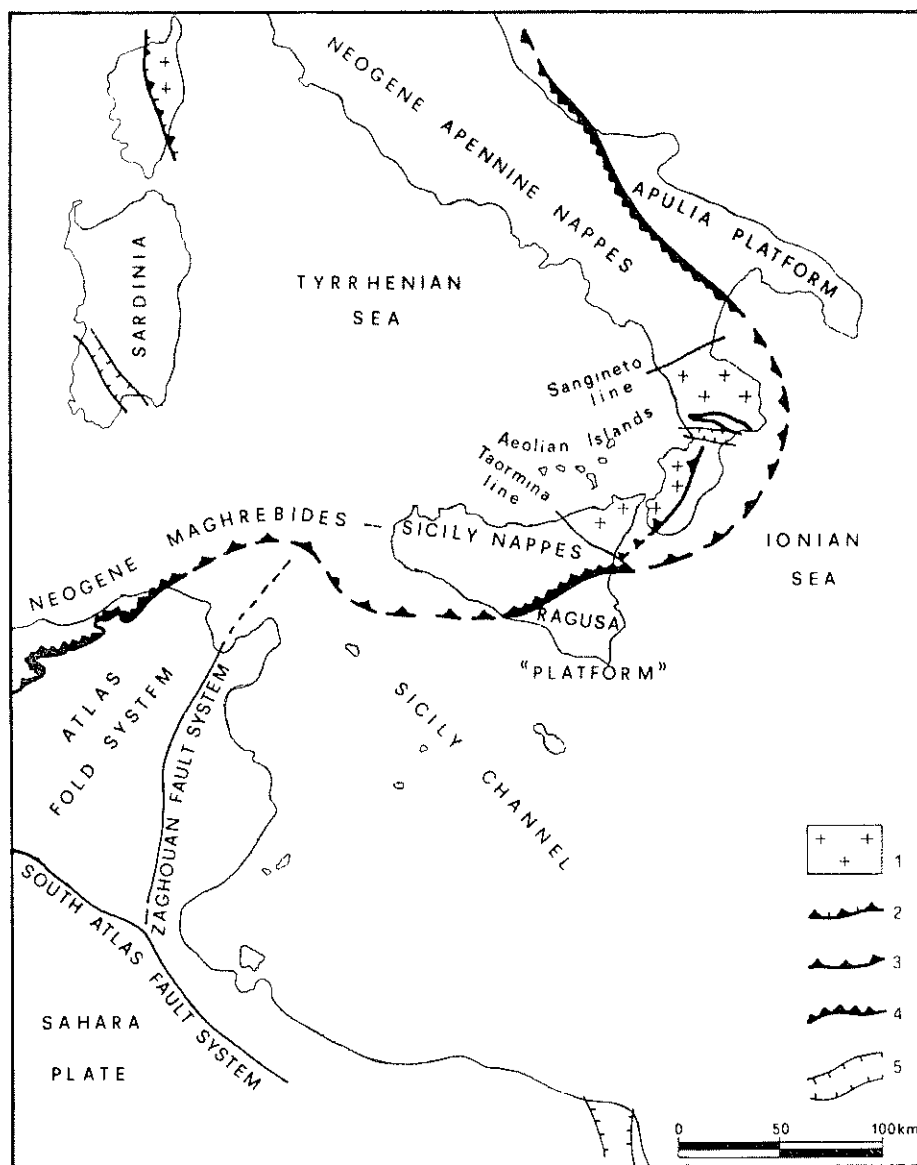 NEOGENE APENNINE NAPPES
APULIA PLATFORM
SARDINIA
TYRRHENIAN
SEA
Sangineto
line
Aeolian Islands
Taormina
line
NEOGENE MAGHREBIDES — SICILY NAPPES
IONIAN
SEA
RAGUSA
"PLATFORM"
ATLAS
FOLD SYSTEM
ZAGHOUAN FAULT SYSTEM
SICILY CHANNEL
SOUTH ATLAS FAULT SYSTEM
SAHARA
PLATE
1
2
3
4
5
0 50 100km